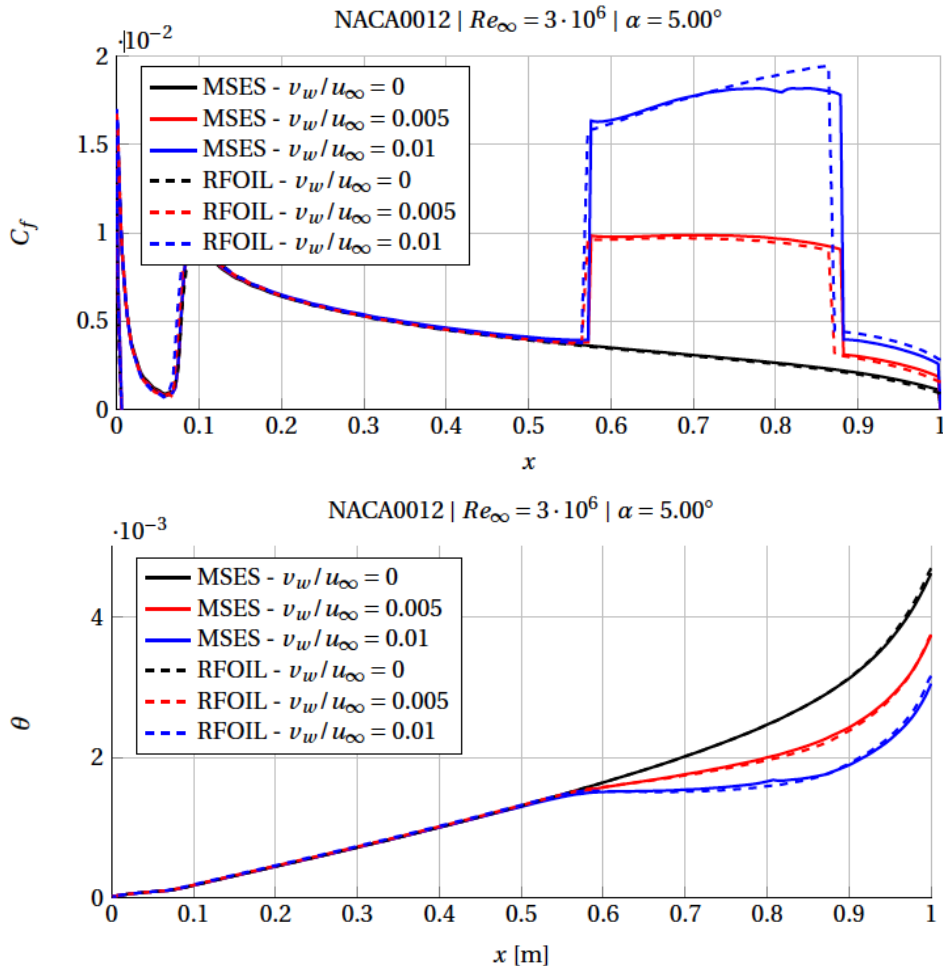 NACA0012 | Re∞ = 3 · 10⁶ | α = 5.00°
·10⁻²
2
1.5
1
0.5
0
C_f
MSES - v_w/u∞ = 0
MSES - v_w/u∞ = 0.005
MSES - v_w/u∞ = 0.01
RFOIL - v_w/u∞ = 0
RFOIL - v_w/u∞ = 0.005
RFOIL - v_w/u∞ = 0.01
0 0.1 0.2 0.3 0.4 0.5 0.6 0.7 0.8 0.9 1
x
NACA0012 | Re∞ = 3 · 10⁶ | α = 5.00°
·10⁻³
4
2
0
θ
MSES - v_w/u∞ = 0
MSES - v_w/u∞ = 0.005
MSES - v_w/u∞ = 0.01
RFOIL - v_w/u∞ = 0
RFOIL - v_w/u∞ = 0.005
RFOIL - v_w/u∞ = 0.01
0 0.1 0.2 0.3 0.4 0.5 0.6 0.7 0.8 0.9 1
x [m]